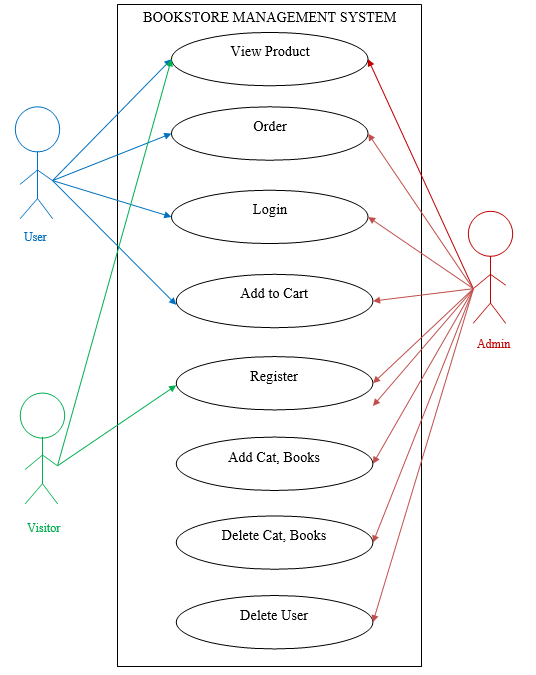 BOOKSTORE MANAGEMENT SYSTEM
View Product
Order
Login
Add to Cart
Register
Add Cat, Books
Delete Cat, Books
Delete User
User
Visitor
Admin